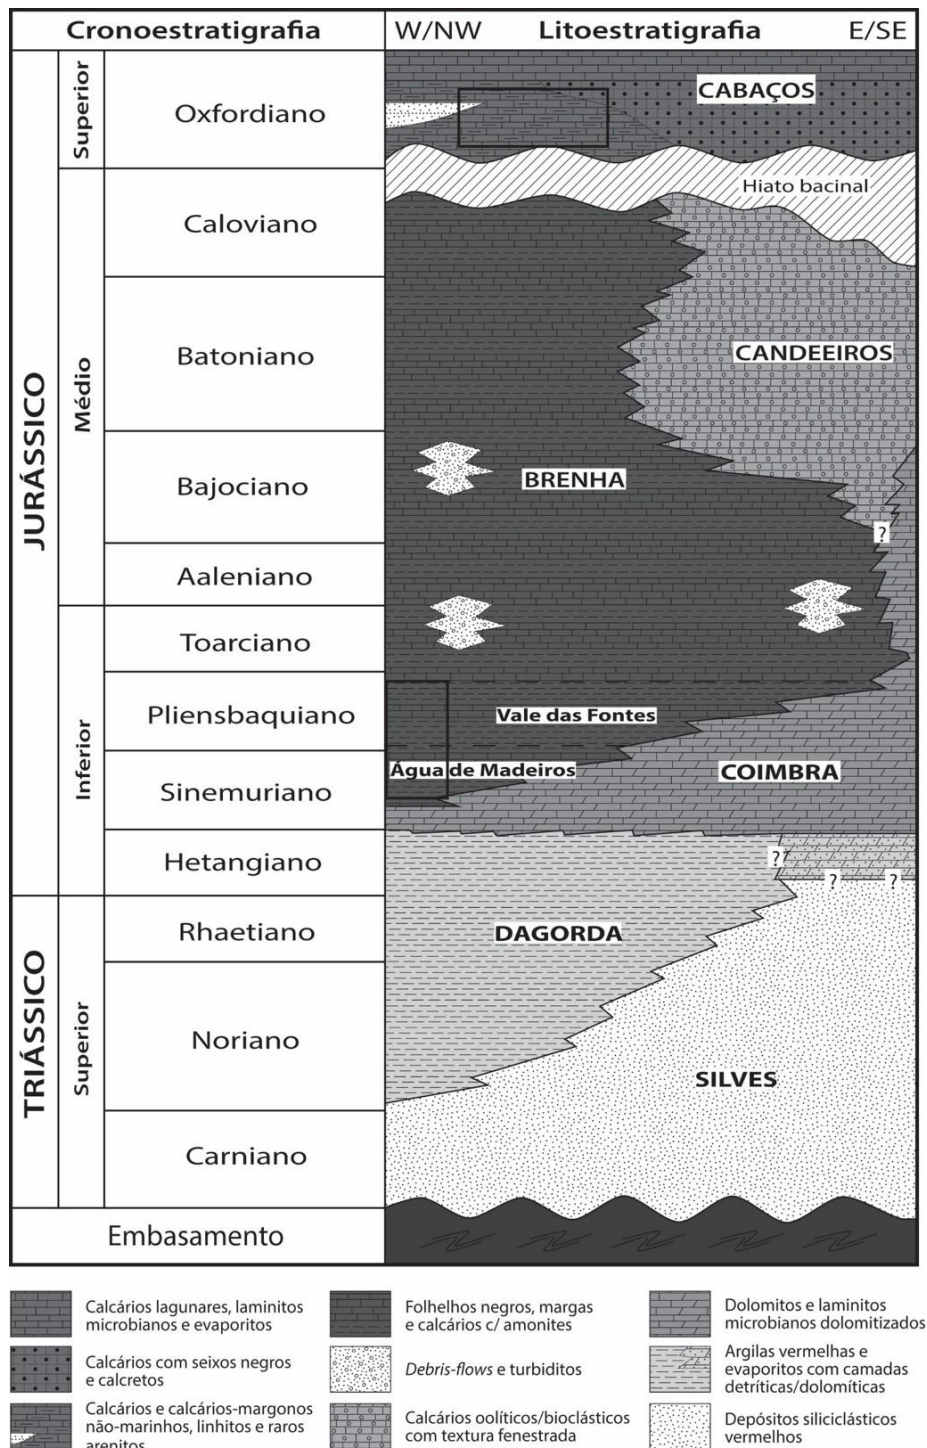 Cronoestratigrafia
W/NW Litoestratigrafia E/SE
JURÁSSICO
Superior
Oxfordiano
CABAÇOS
Hiato bacinal
Médio
Caloviano
Batoniano
CANDEEIROS
Bajociano
BRENHA
?
Aaleniano
Inferior
Toarciano
Pliensbaquiano
Vale das Fontes
Sinemuriano
Água de Madeiros
COIMBRA
Hetangiano
?
? ?
TRIÁSSICO
Superior
Rhaetiano
DAGORDA
Noriano
SILVES
Carniano
Embasamento
Calcários lagunares, laminitos
microbianos e evaporitos
Calcários com seixos negros
e calcretos
Calcários e calcários-margonos
não-marinhos, linhitos e raros
arenitos
Folhelhos negros, margas
e calcários c/ amonites
Debris-flows e turbiditos
Calcários oolíticos/bioclásticos
com textura fenestrada
Dolomitos e laminitos
microbianos dolomitizados
Argilas vermelhas e
evaporitos com camadas
detríticas/dolomíticas
Depósitos siliciclásticos
vermelhos